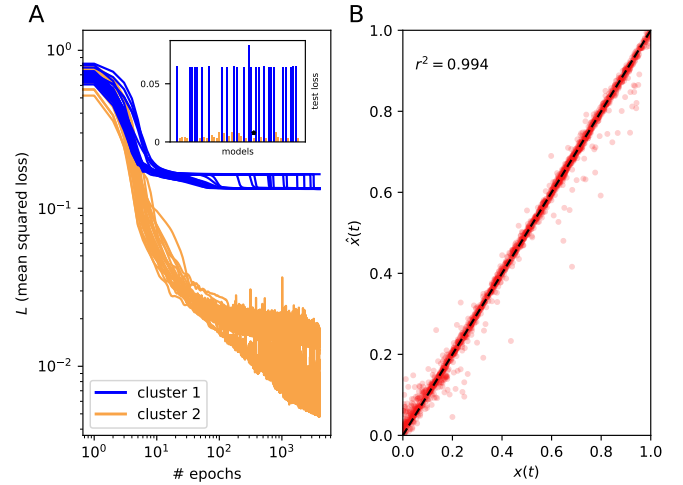 A
B
10⁰
10⁻¹
10⁻²
L (mean squared loss)
10⁰
10¹
10²
10³
# epochs
cluster 1
cluster 2
0.05
0
test loss
models
r² = 0.994
1.0
0.8
0.6
0.4
0.2
0.0
x̂(t)
0.0
0.2
0.4
0.6
0.8
1.0
x(t)